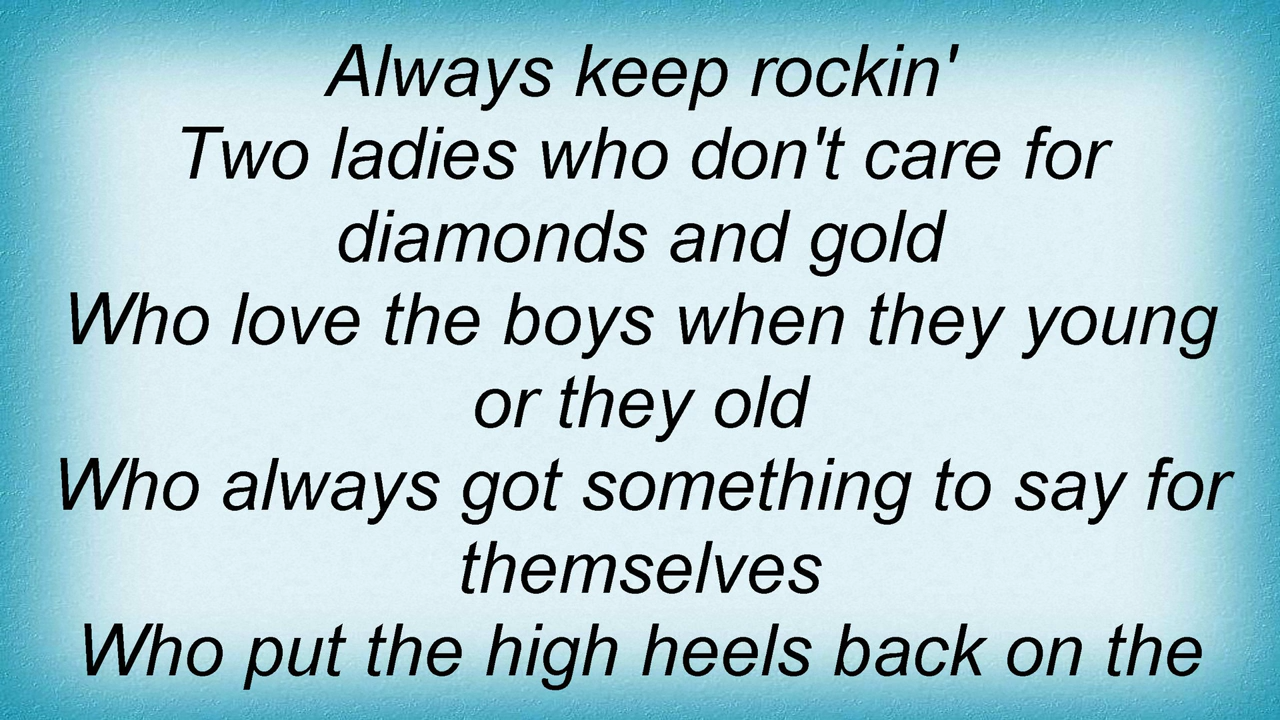 Always keep rockin'
Two ladies who don't care for
diamonds and gold
Who love the boys when they young
or they old
Who always got something to say for
themselves
Who put the high heels back on the